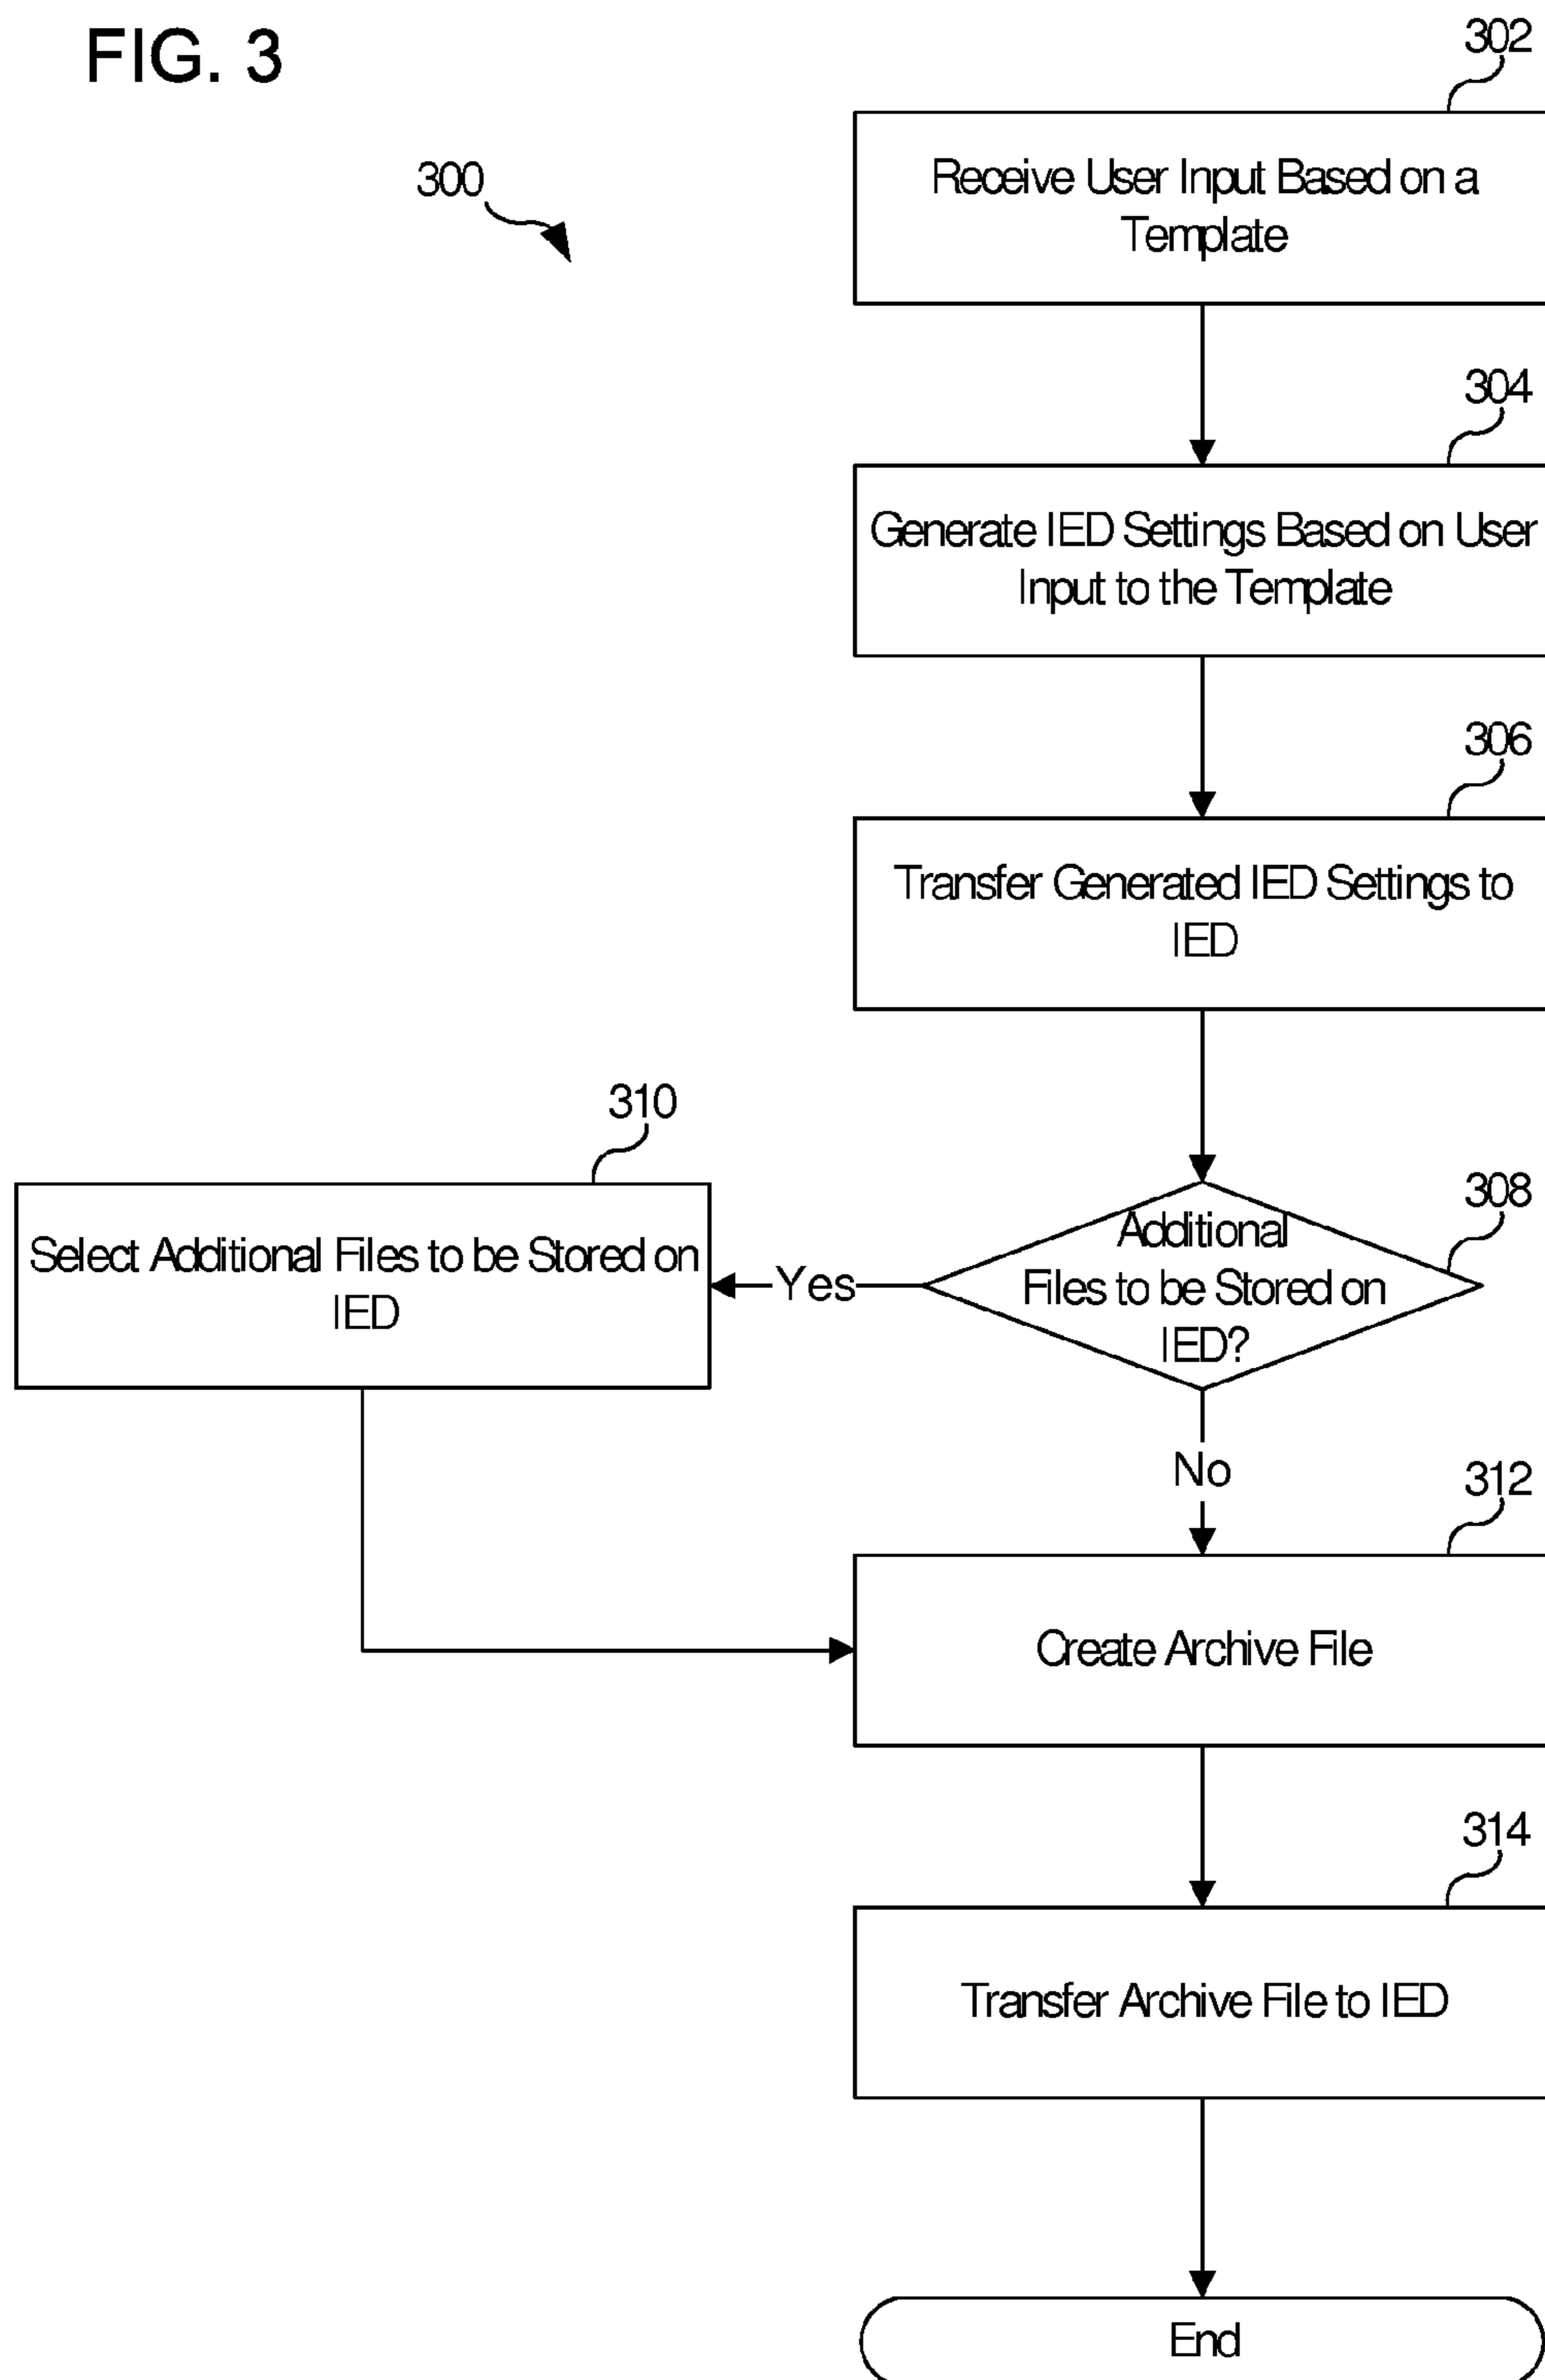 FIG. 3
302
300
Receive User Input Based on a
Template
304
Generate IED Settings Based on User
Input to the Template
306
Transfer Generated IED Settings to
IED
310
308
Select Additional Files to be Stored on
IED
Yes
Additional
Files to be Stored on
IED?
No
312
Create Archive File
314
Transfer Archive File to IED
End